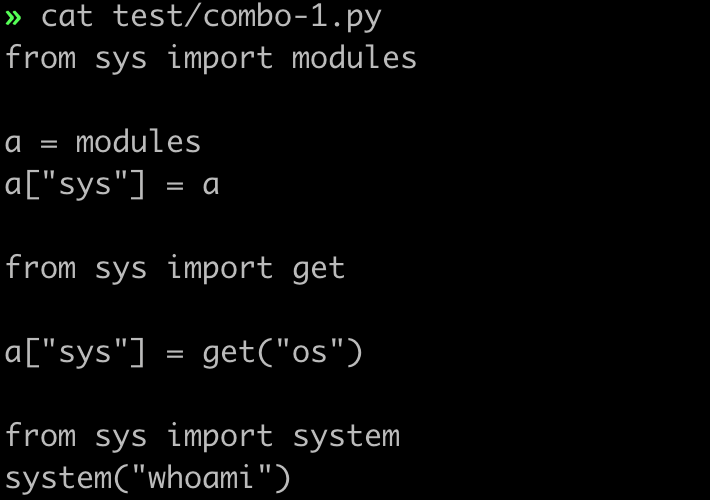 » cat test/combo-1.py
from sys import modules
a = modules
a["sys"] = a
from sys import get
a["sys"] = get("os")
from sys import system
system("whoami")